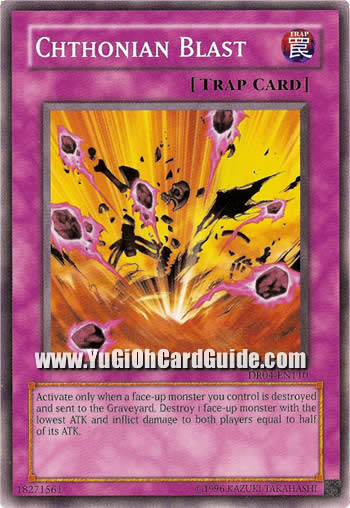 CHTHONIAN BLAST
TRAP
罠
[TRAP CARD]
www.YuGiOhCardGuide.com
DR04-EN110
Activate only when a face-up monster you control is destroyed
and sent to the Graveyard. Destroy 1 face-up monster with the
lowest ATK and inflict damage to both players equal to half
of its ATK.
18271561
©1996 KAZUKI TAKAHASHI